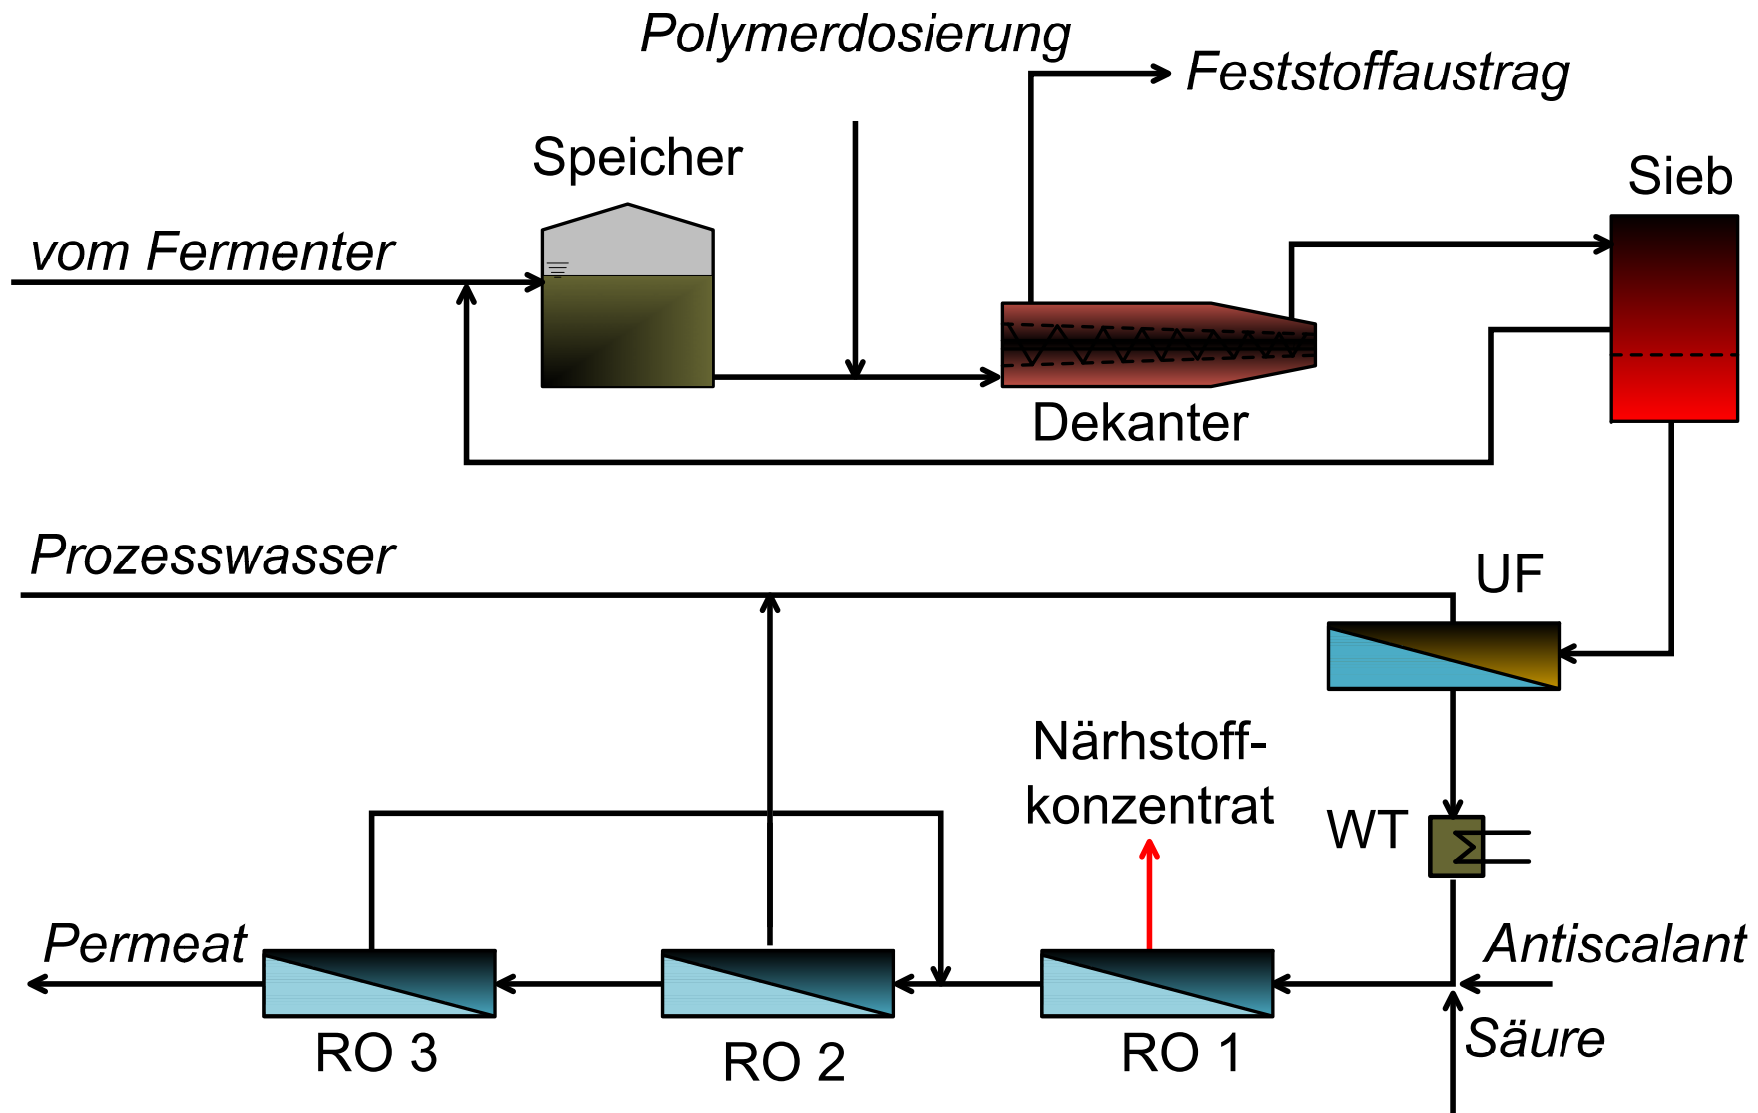 Polymerdosierung
Feststoffaustrag
Speicher
Sieb
vom Fermenter
Dekanter
Prozesswasser
UF
Närhstoff-
konzentrat
WT
Permeat
Antiscalant
Säure
RO 3
RO 2
RO 1